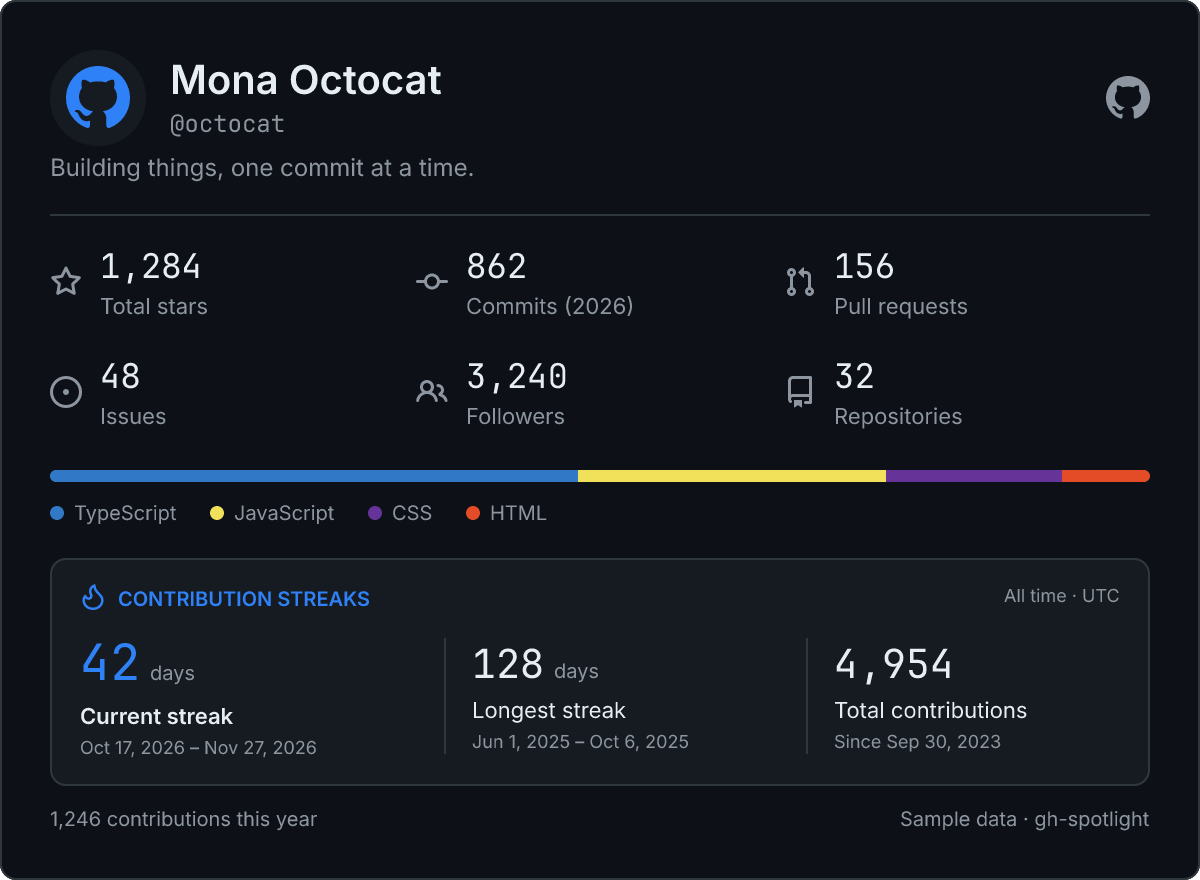 Mona Octocat
@octocat
Building things, one commit at a time.
1,284
Total stars
862
Commits (2026)
156
Pull requests
48
Issues
3,240
Followers
32
Repositories
TypeScript
JavaScript
CSS
HTML
CONTRIBUTION STREAKS
All time · UTC
42 days
Current streak
Oct 17, 2026 – Nov 27, 2026
128 days
Longest streak
Jun 1, 2025 – Oct 6, 2025
4,954
Total contributions
Since Sep 30, 2023
1,246 contributions this year
Sample data · gh-spotlight